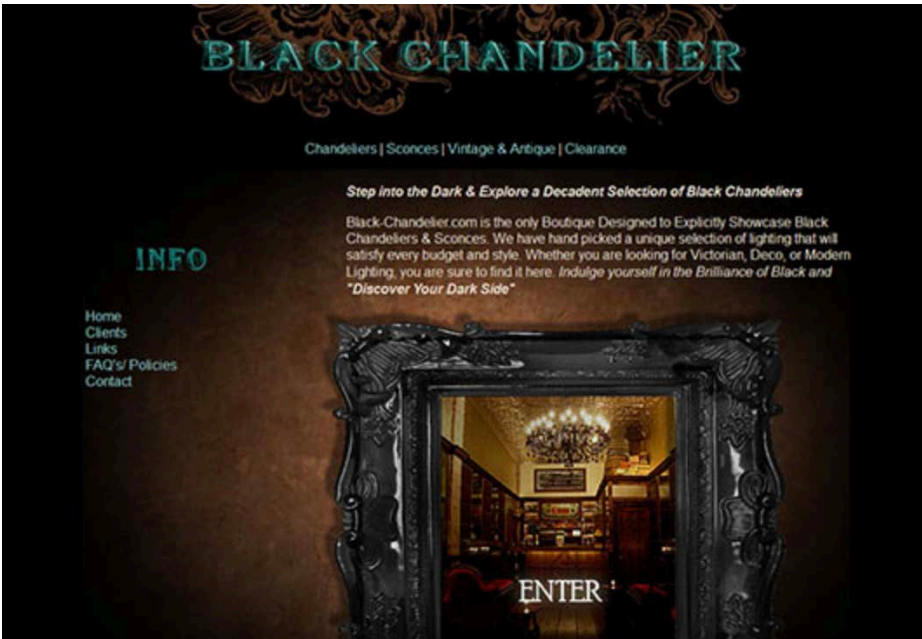 BLACK CHANDELIER
Chandeliers | Sconces | Vintage & Antique | Clearance
Step into the Dark & Explore a Decadent Selection of Black Chandeliers
Black-Chandelier.com is the only Boutique Designed to Explicitly Showcase Black
Chandeliers & Sconces. We have hand picked a unique selection of lighting that will
satisfy every budget and style. Whether you are looking for Victorian, Deco, or Modern
Lighting, you are sure to find it here. Indulge yourself in the Brilliance of Black and
"Discover Your Dark Side"
INFO
Home
Clients
Links
FAQ's/ Policies
Contact
ENTER